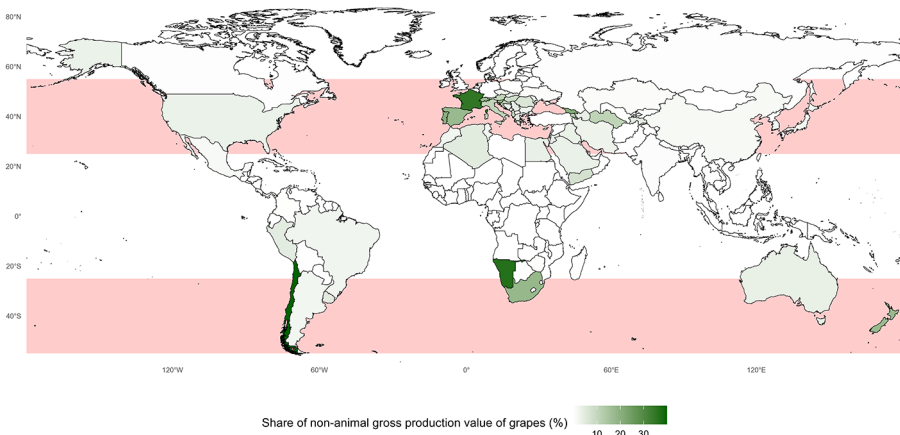 80°N
60°N
40°N
20°N
0°
20°S
40°S
120°W 60°W 0° 60°E 120°E
Share of non-animal gross production value of grapes (%)
10 20 30